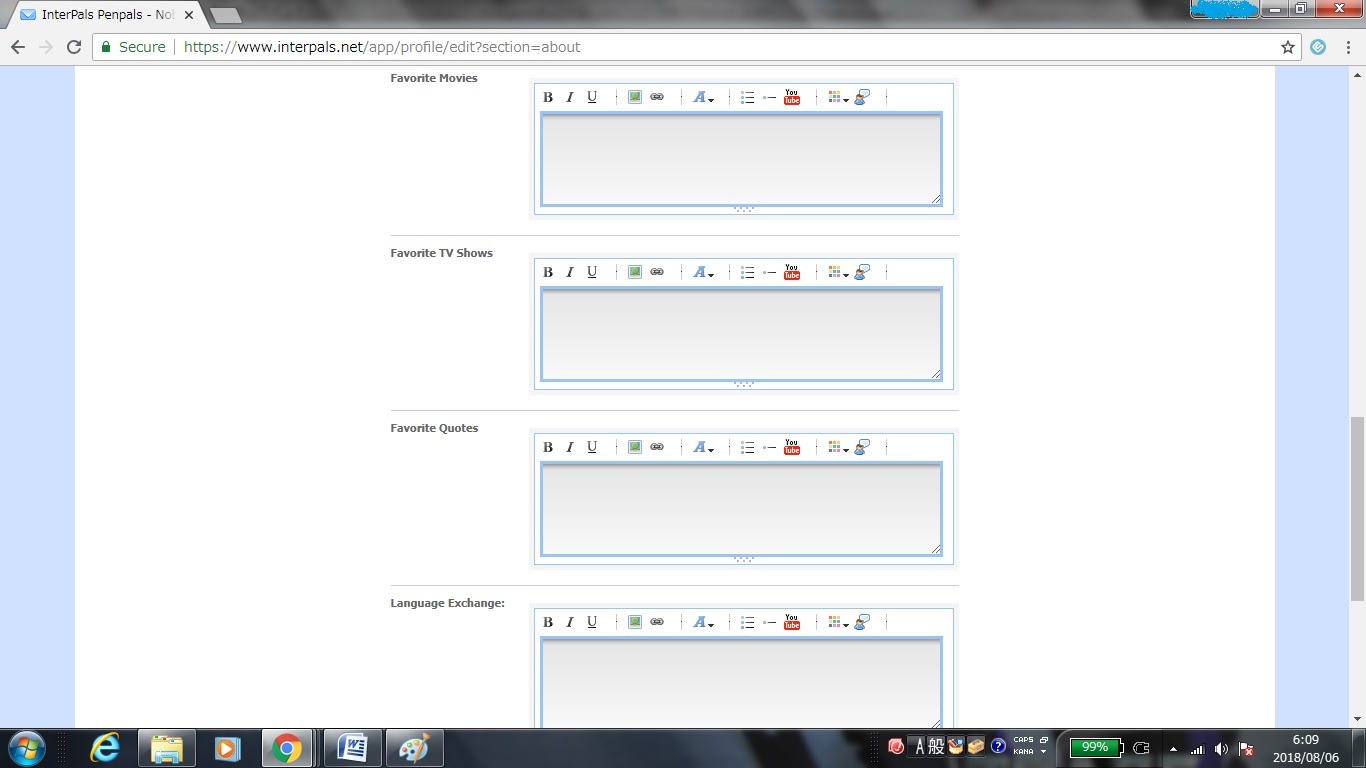 InterPals Penpals - Not
Secure | https://www.interpals.net/app/profile/edit?section=about
Favorite Movies
B I U A You Tube
Favorite TV Shows
B I U A You Tube
Favorite Quotes
B I U A You Tube
Language Exchange:
B I U A You Tube
A 般 CAPS KANA 99% 6:09
2018/08/06